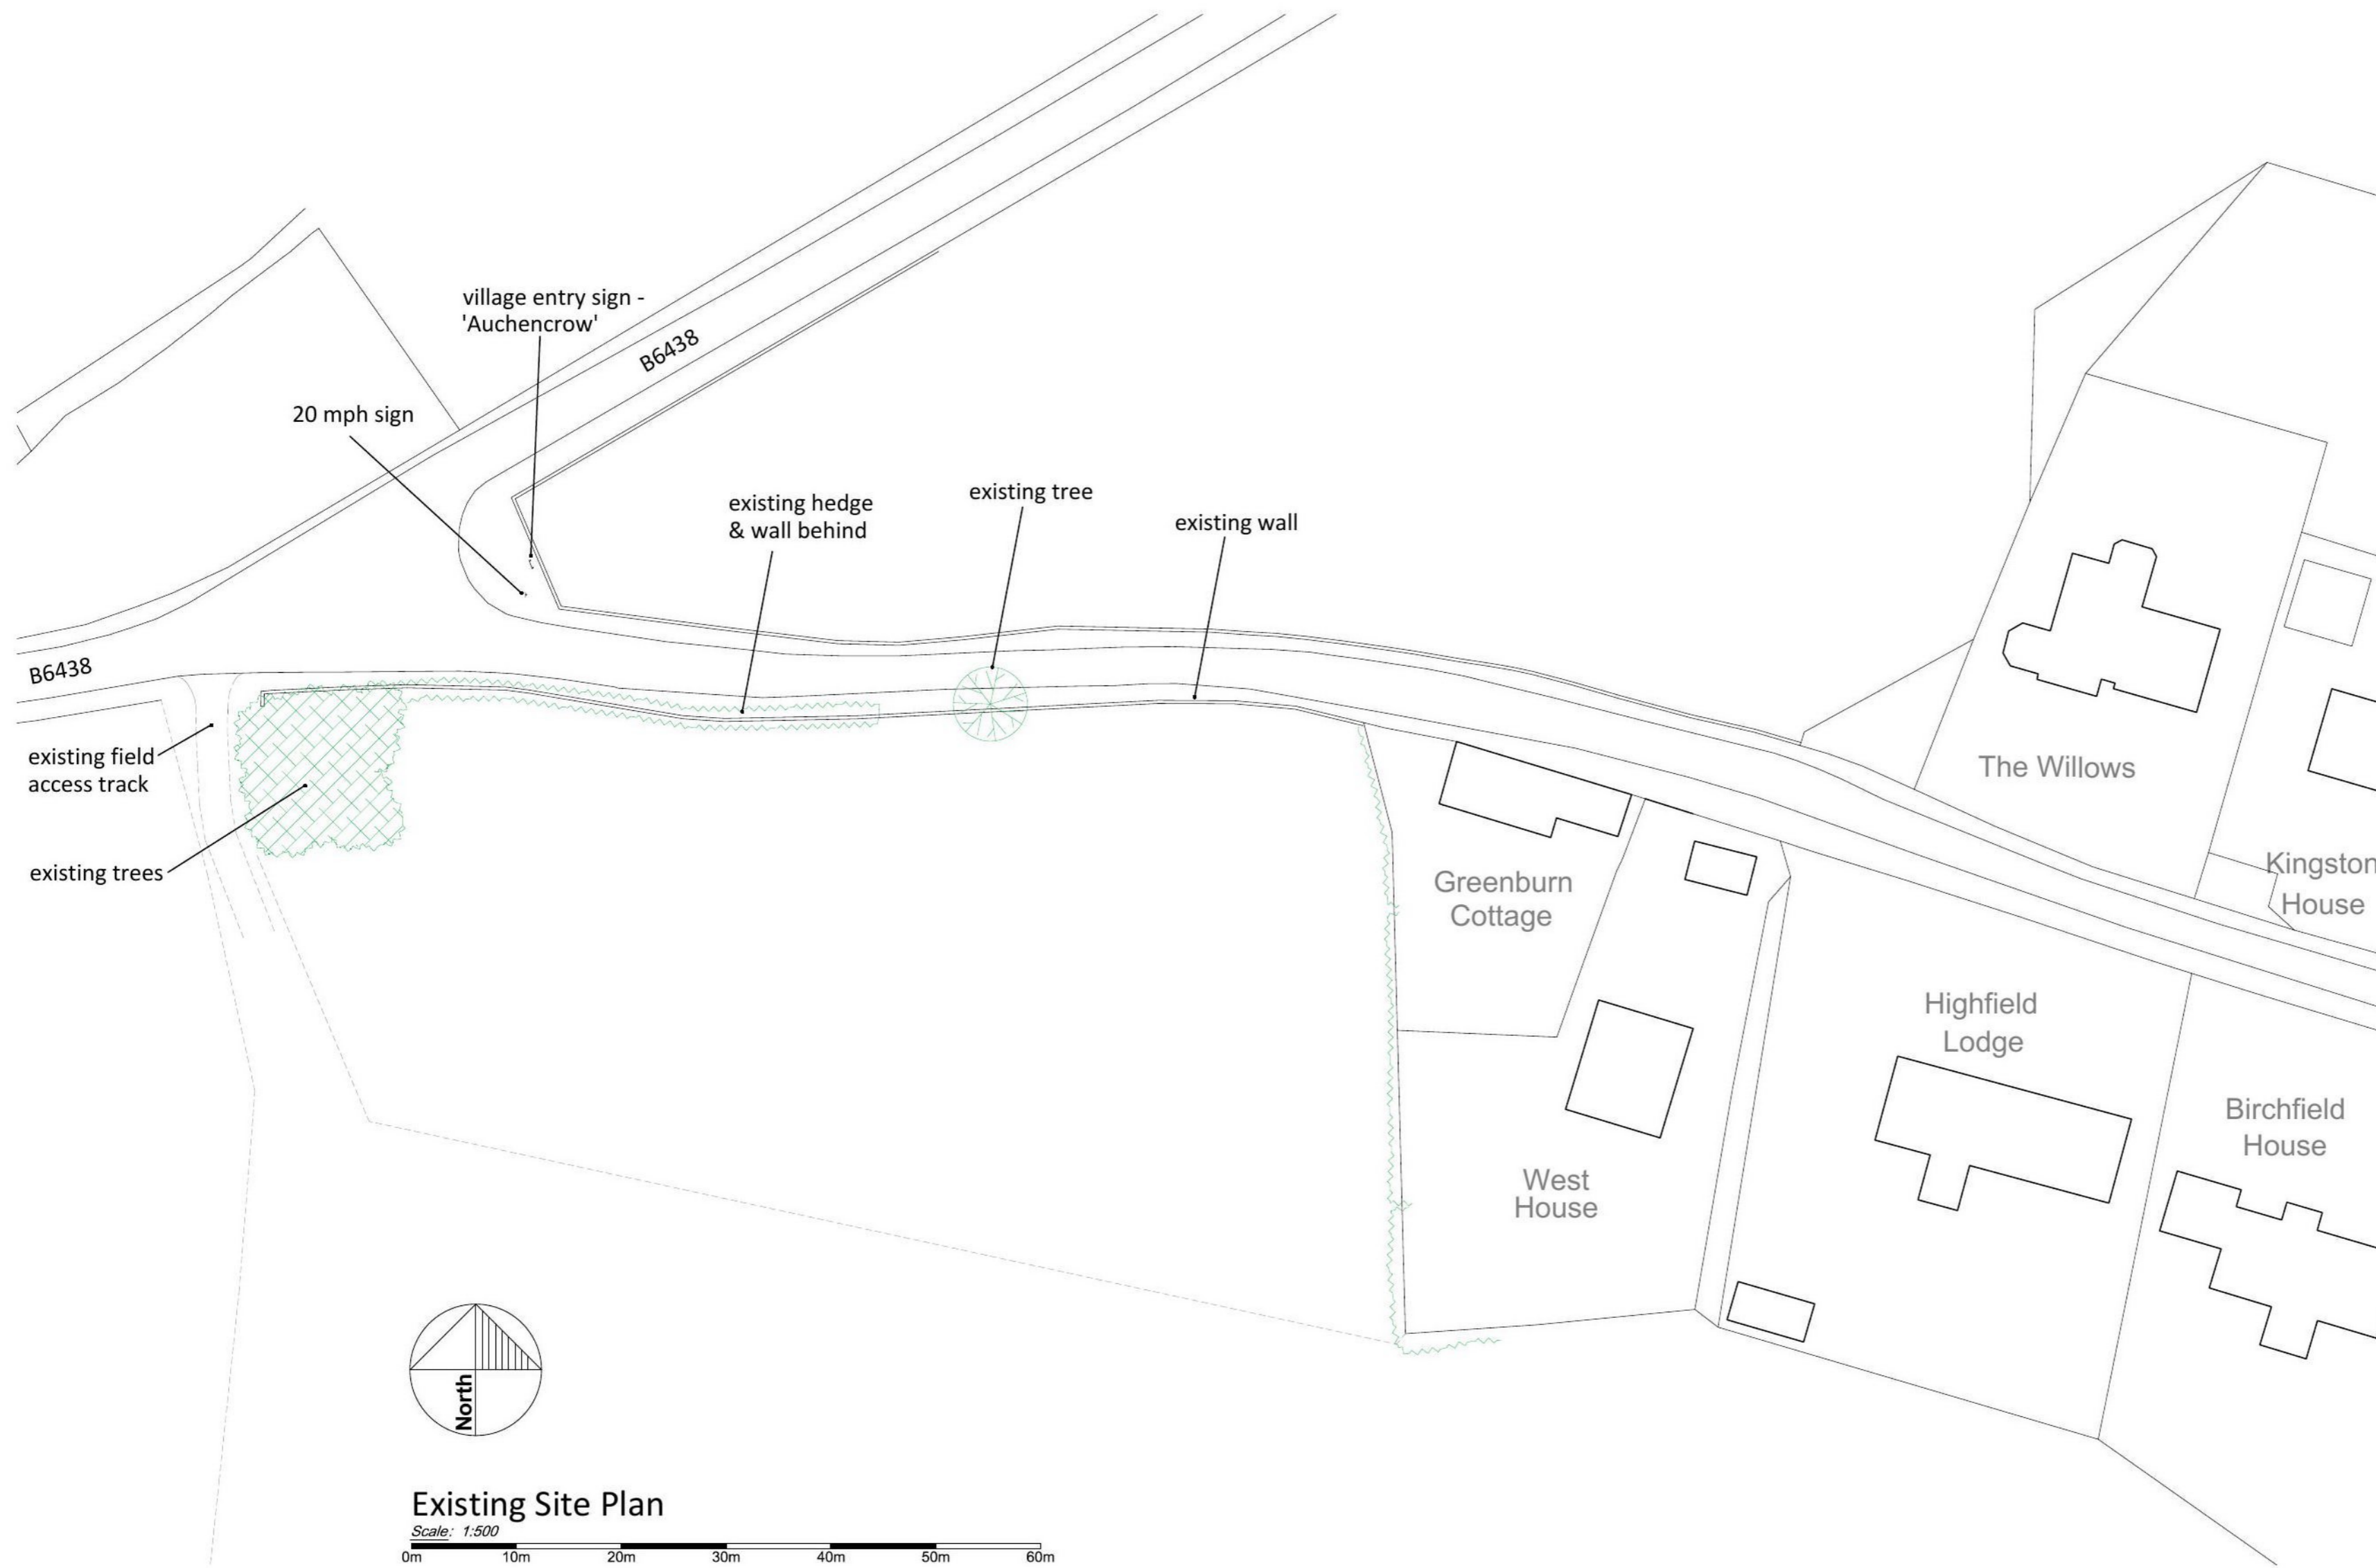 village entry sign -
'Auchencrow'
B6438
20 mph sign
existing hedge
& wall behind
existing tree
existing wall
B6438
existing field
access track
existing trees
The Willows
Kingston
House
Greenburn
Cottage
Highfield
Lodge
Birchfield
House
West
House
North
Existing Site Plan
Scale: 1:500
0m 10m 20m 30m 40m 50m 60m